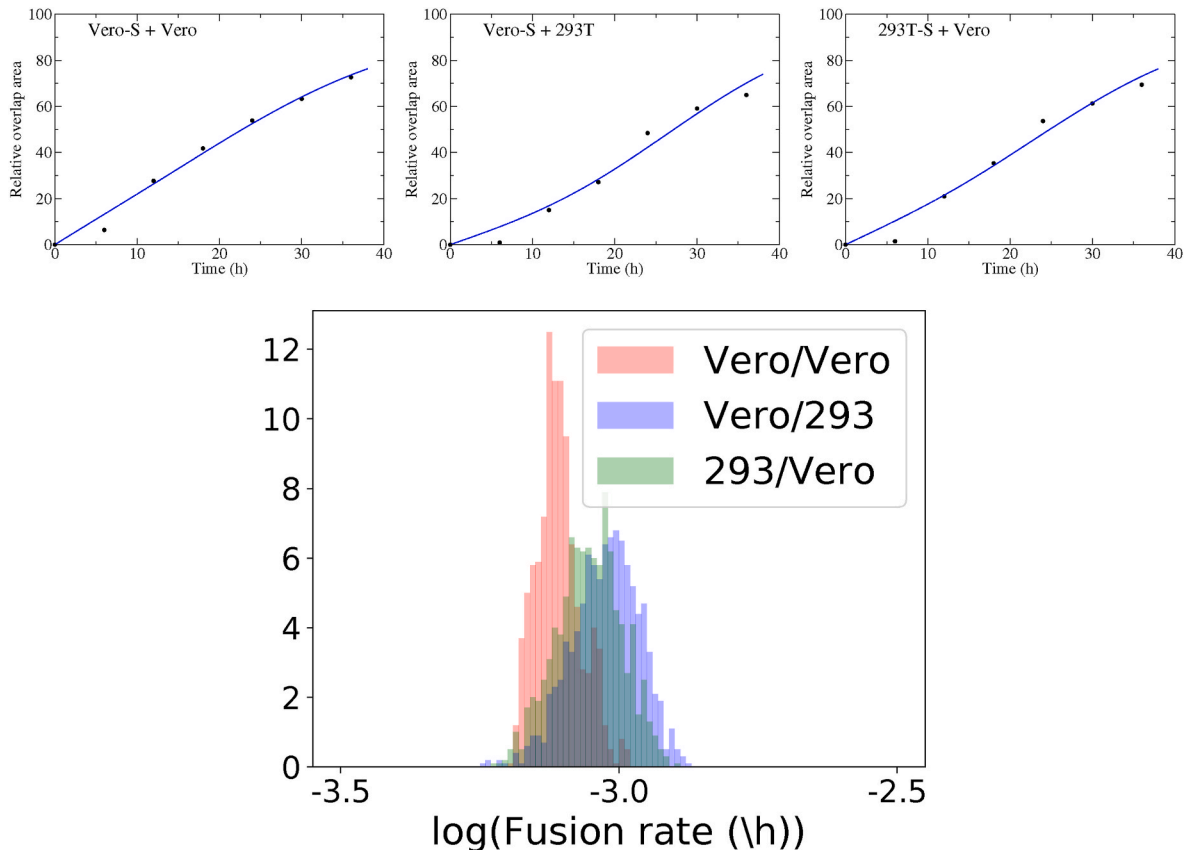 Vero-S + Vero
Relative overlap area
100
80
60
40
20
0
0 10 20 30 40
Time (h)
Vero-S + 293T
Relative overlap area
100
80
60
40
20
0
0 10 20 30 40
Time (h)
293T-S + Vero
Relative overlap area
100
80
60
40
20
0
0 10 20 30 40
Time (h)
12
10
8
6
4
2
0
Vero/Vero
Vero/293
293/Vero
-3.5 -3.0 -2.5
log(Fusion rate (\h))